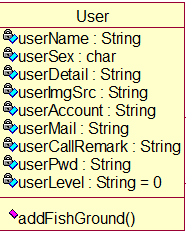 User
userName : String
userSex : char
userDetail : String
userImgSrc : String
userAccount : String
userMail : String
userCallRemark : String
userPwd : String
userLevel : String = 0
addFishGround()